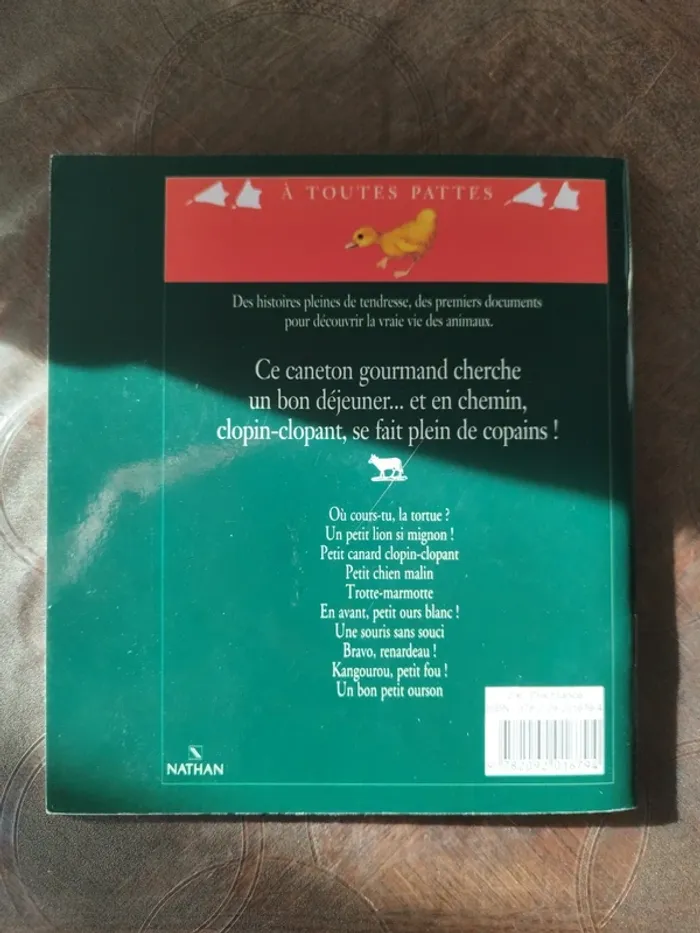 À TOUTES PATTES
Des histoires pleines de tendresse, des premiers documents
pour découvrir la vraie vie des animaux.
Ce caneton gourmand cherche
un bon déjeuner... et en chemin,
clopin-clopant, se fait plein de copains !
Où cours-tu, la tortue ?
Un petit lion si mignon !
Petit canard clopin-clopant
Petit chien malin
Trotte-marmotte
En avant, petit ours blanc !
Une souris sans souci
Bravo, renardeau !
Kangourou, petit fou !
Un bon petit ourson
NATHAN
9 782092 016794